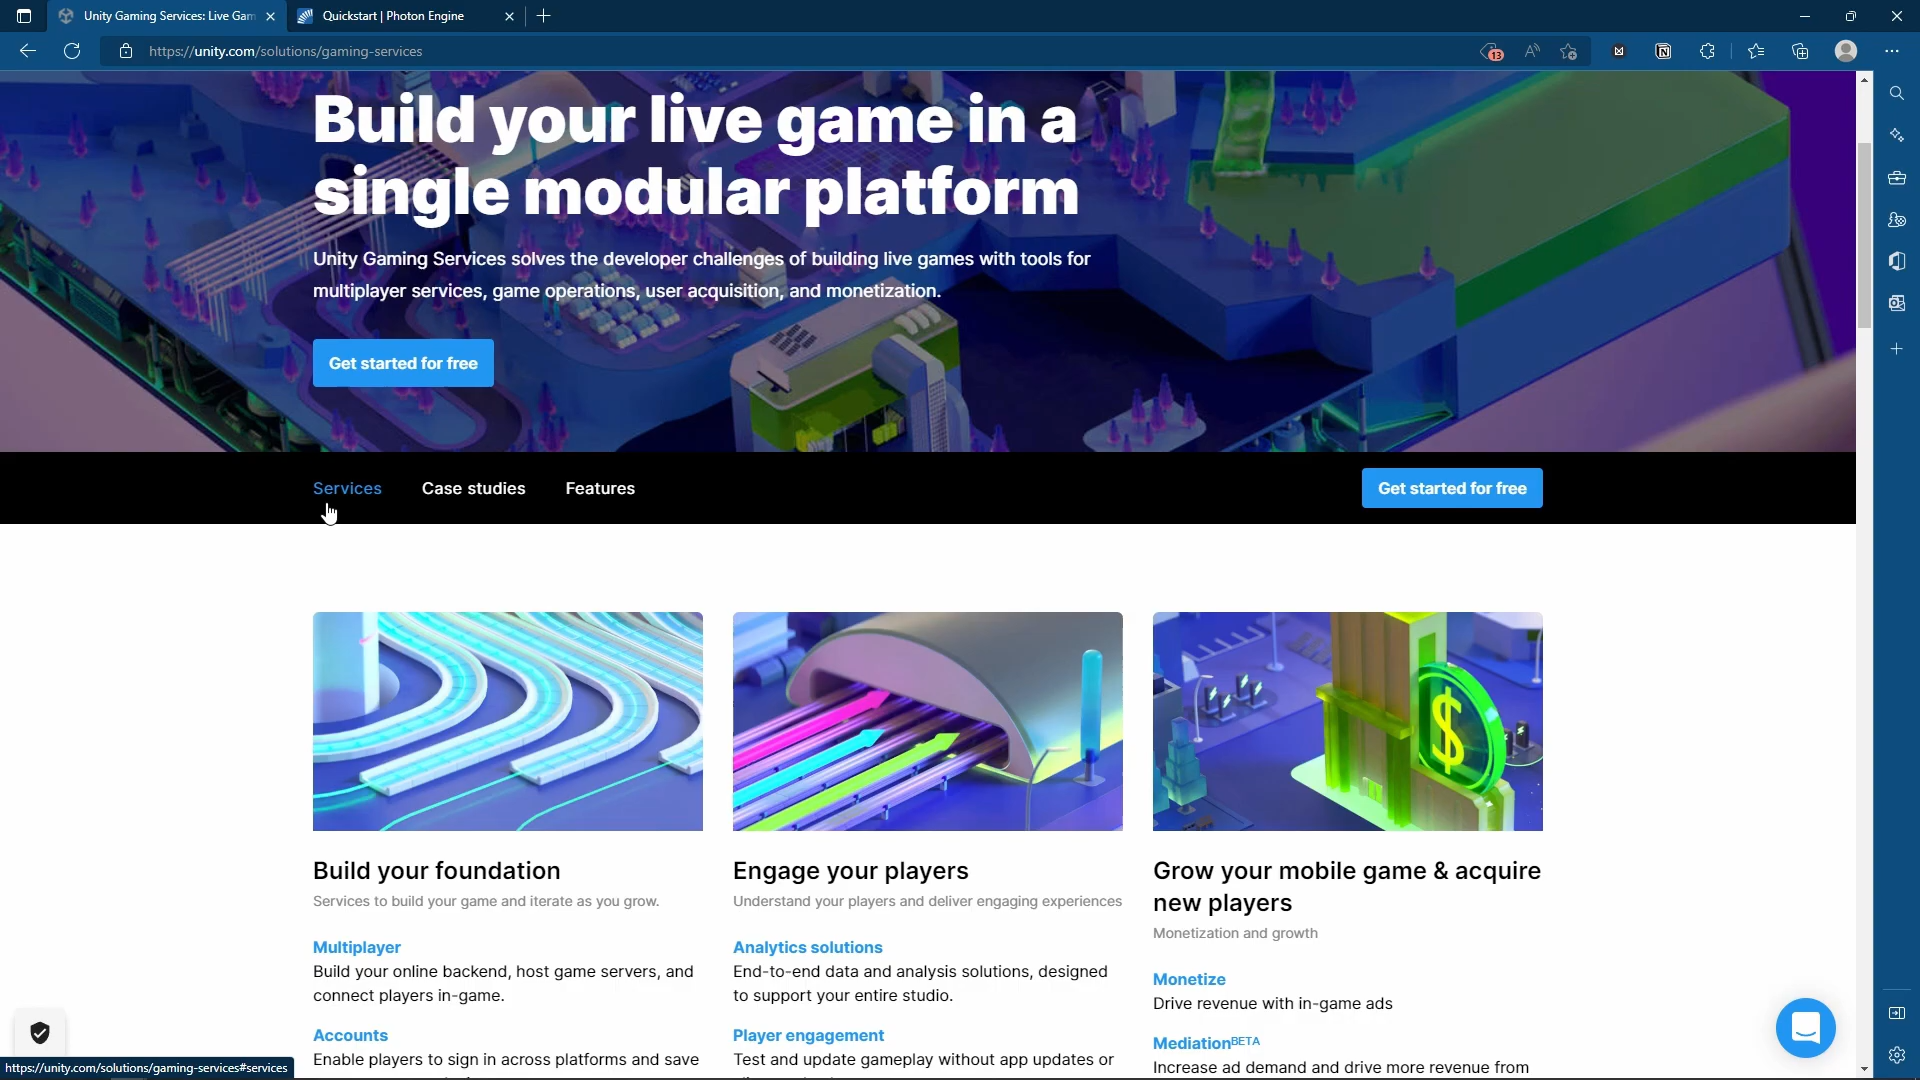 Unity Gaming Services: Live Gam
Quickstart | Photon Engine
https://unity.com/solutions/gaming-services
13
Build your live game in a
single modular platform
Unity Gaming Services solves the developer challenges of building live games with tools for
multiplayer services, game operations, user acquisition, and monetization.
Get started for free
Services
Case studies
Features
Get started for free
Build your foundation
Services to build your game and iterate as you grow.
Multiplayer
Build your online backend, host game servers, and
connect players in-game.
Accounts
Enable players to sign in across platforms and save
Engage your players
Understand your players and deliver engaging experiences
Analytics solutions
End-to-end data and analysis solutions, designed
to support your entire studio.
Player engagement
Test and update gameplay without app updates or
Grow your mobile game & acquire
new players
Monetization and growth
Monetize
Drive revenue with in-game ads
MediationBETA
Increase ad demand and drive more revenue from
https://unity.com/solutions/gaming-services#services